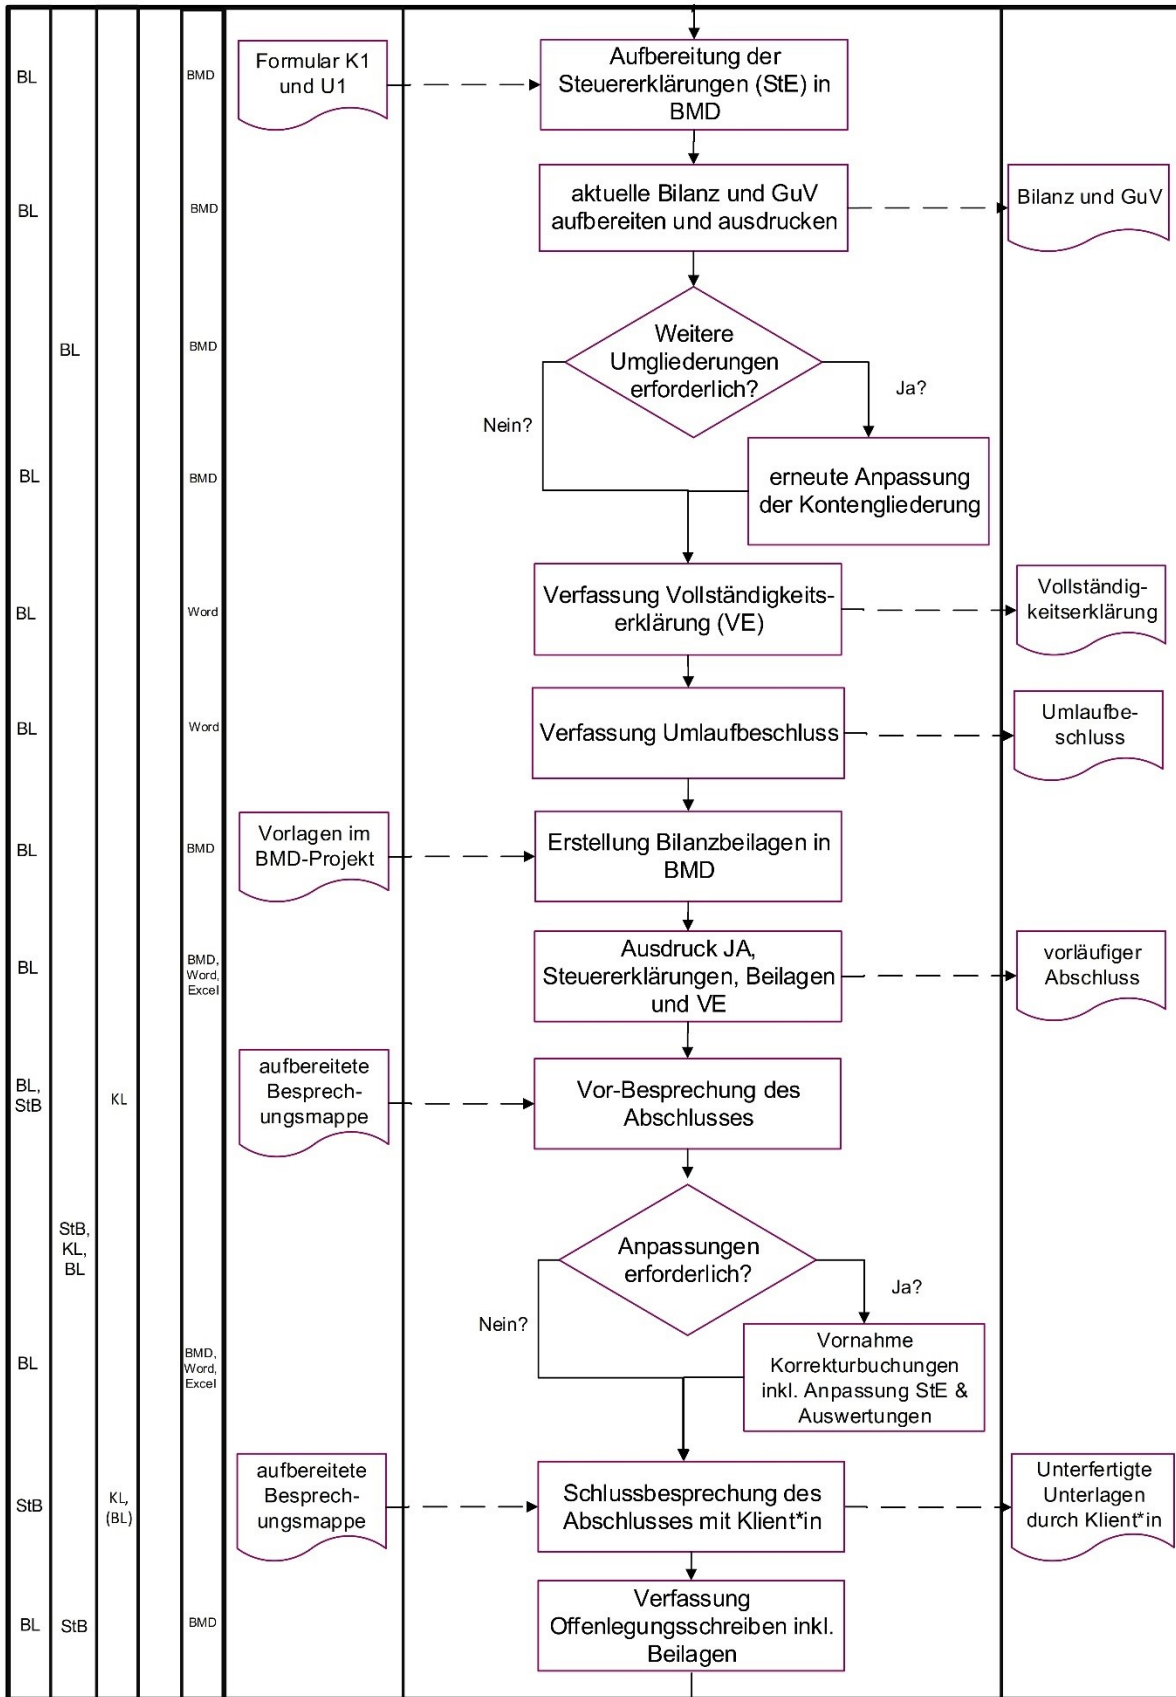 BL
BMD
Formular K1
und U1
Aufbereitung der
Steuererklärungen (StE) in
BMD
BL
BMD
aktuelle Bilanz und GuV
aufbereiten und ausdrucken
Bilanz und GuV
BL
BMD
Weitere
Umgliederungen
erforderlich?
Nein?
Ja?
BL
BMD
erneute Anpassung
der Kontengliederung
BL
Word
Verfassung Vollständigkeits-
erklärung (VE)
Vollständig-
keitserklärung
BL
Word
Verfassung Umlaufbeschluss
Umlaufbe-
schluss
BL
BMD
Vorlagen im
BMD-Projekt
Erstellung Bilanzbeilagen in
BMD
BL
BMD,
Word,
Excel
Ausdruck JA,
Steuererklärungen, Beilagen
und VE
vorläufiger
Abschluss
BL,
StB
KL
aufbereitete
Besprech-
ungsmappe
Vor-Besprechung des
Abschlusses
StB,
KL,
BL
Anpassungen
erforderlich?
Nein?
Ja?
BL
BMD,
Word,
Excel
Vornahme
Korrekturbuchungen
inkl. Anpassung StE &
Auswertungen
StB
KL,
(BL)
aufbereitete
Besprech-
ungsmappe
Schlussbesprechung des
Abschlusses mit Klient*in
Unterfertigte
Unterlagen
durch Klient*in
BL
StB
BMD
Verfassung
Offenlegungsschreiben inkl.
Beilagen